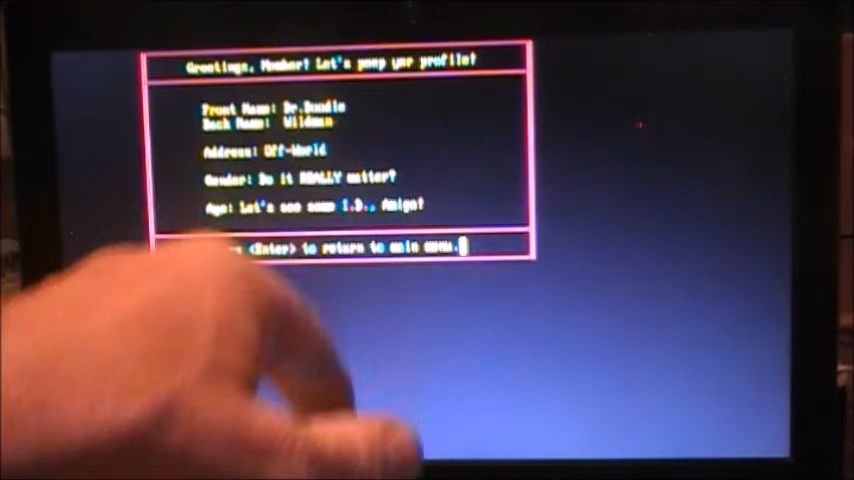 Greetings, Member! Let's peep yur profile!
Front Name: Dr.Doodle
Back Name: Wildman
Address: Off-World
Gender: Do it REALLY matter?
Age: Let's see some I.D., Amigo!
<Enter> to return to main menu.